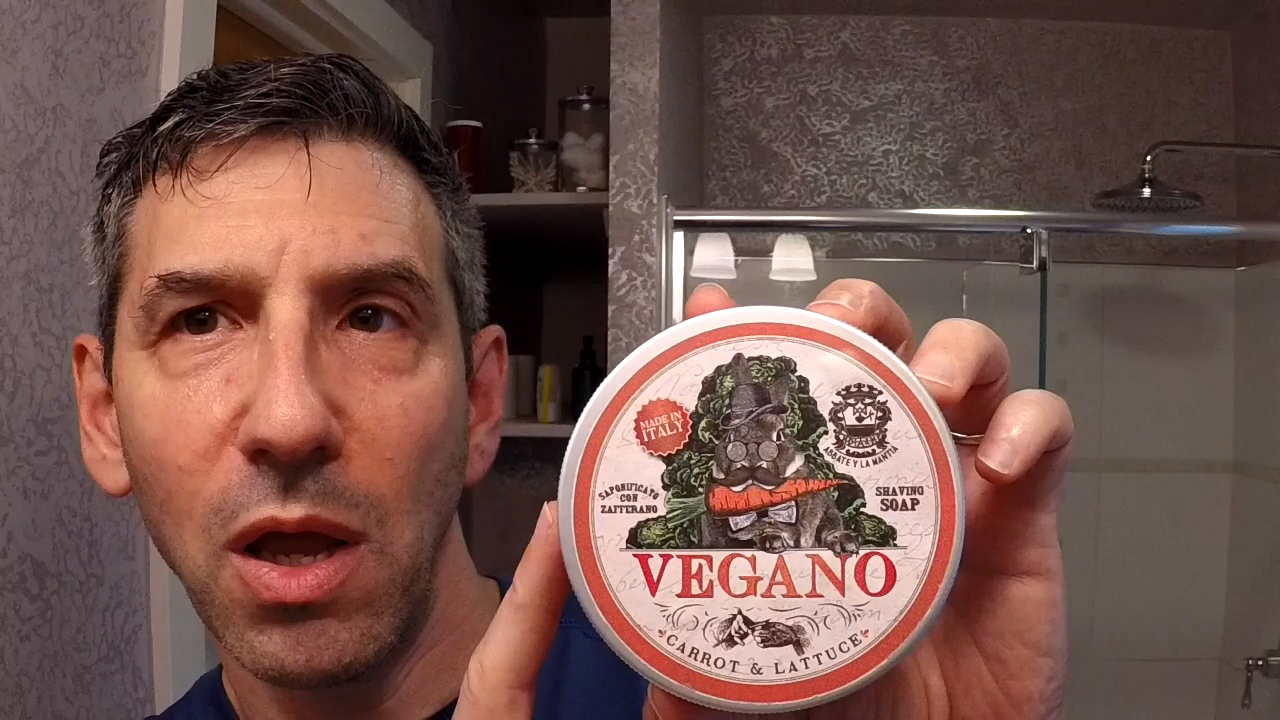 MADE IN
ITALY
ABBATE Y LA MANTIA
SAPONIFICATO
CON
ZAFFERANO
SHAVING
SOAP
VEGANO
CARROT & LATTUCE